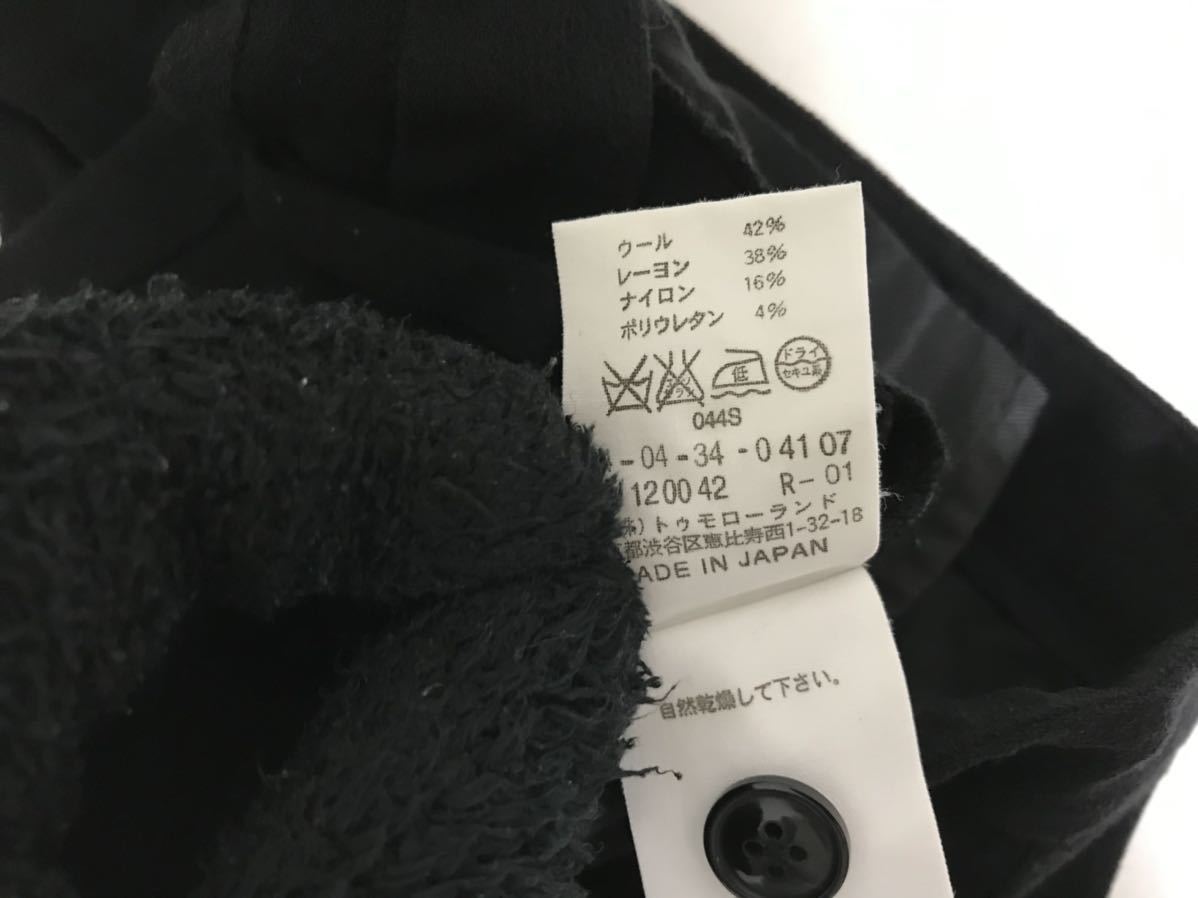 ウール 42%
レーヨン 38%
ナイロン 16%
ポリウレタン 4%
低
ドライ
セキユ系
044S
-04-34-04107
120042 R-01
トゥモローランド
都渋谷区恵比寿西1-32-18
ADE IN JAPAN
自然乾燥して下さい。